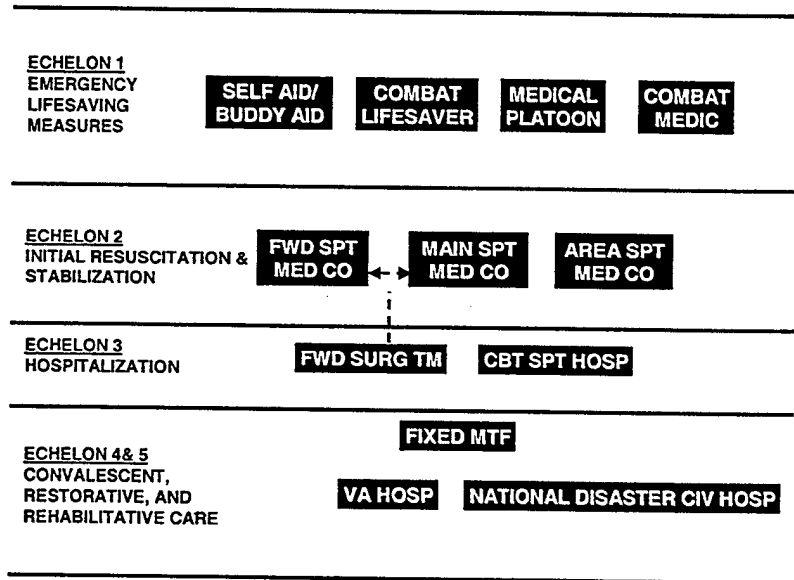 ECHELON 1
EMERGENCY
LIFESAVING
MEASURES
SELF AID/
BUDDY AID
COMBAT
LIFESAVER
MEDICAL
PLATOON
COMBAT
MEDIC
ECHELON 2
INITIAL RESUSCITATION &
STABILIZATION
FWD SPT
MED CO
MAIN SPT
MED CO
AREA SPT
MED CO
ECHELON 3
HOSPITALIZATION
FWD SURG TM
CBT SPT HOSP
ECHELON 4& 5
CONVALESCENT,
RESTORATIVE, AND
REHABILITATIVE CARE
FIXED MTF
VA HOSP
NATIONAL DISASTER CIV HOSP